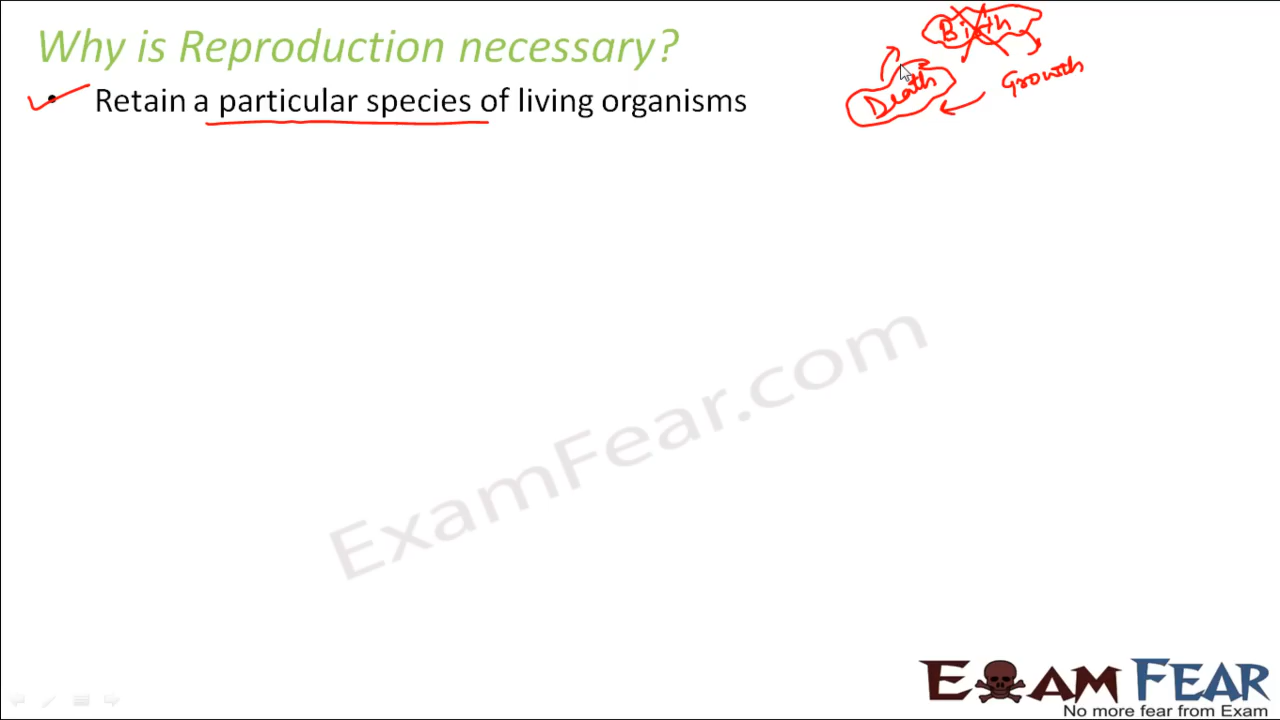 Why is Reproduction necessary?
Birth
Growth
Death
• Retain a particular species of living organisms
ExamFear.com
EXAM FEAR
No more fear from Exam